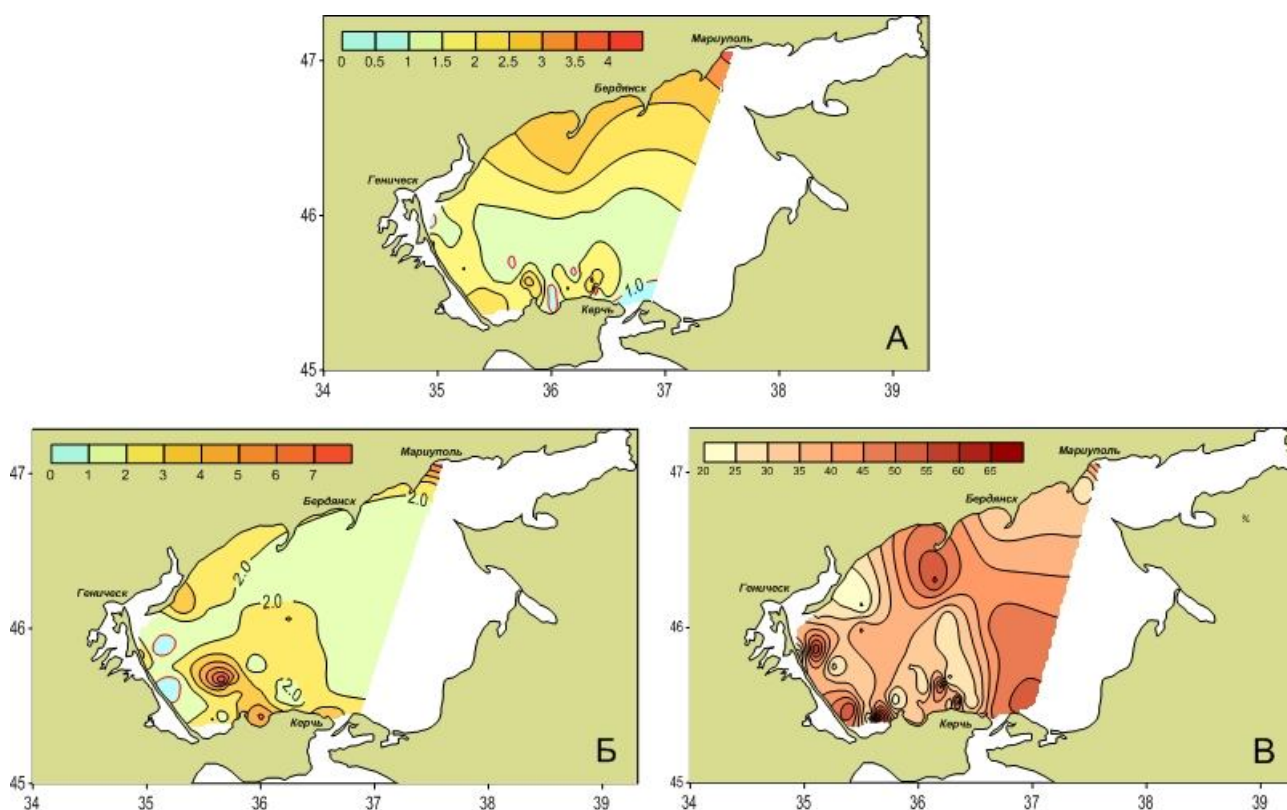 0 0.5 1 1.5 2 2.5 3 3.5 4
Мариуполь
47
Бердянск
Геническ
46
1.0
Керчь
А
45
34 35 36 37 38 39
0 1 2 3 4 5 6 7
Мариуполь
47
2.0
Бердянск
2.0
Геническ
2.0
46
2.0
Керчь
Б
45
34 35 36 37 38 39
20 25 30 35 40 45 50 55 60 65
Мариуполь
47
Бердянск
%
Геническ
46
Керчь
В
45
34 35 36 37 38 39